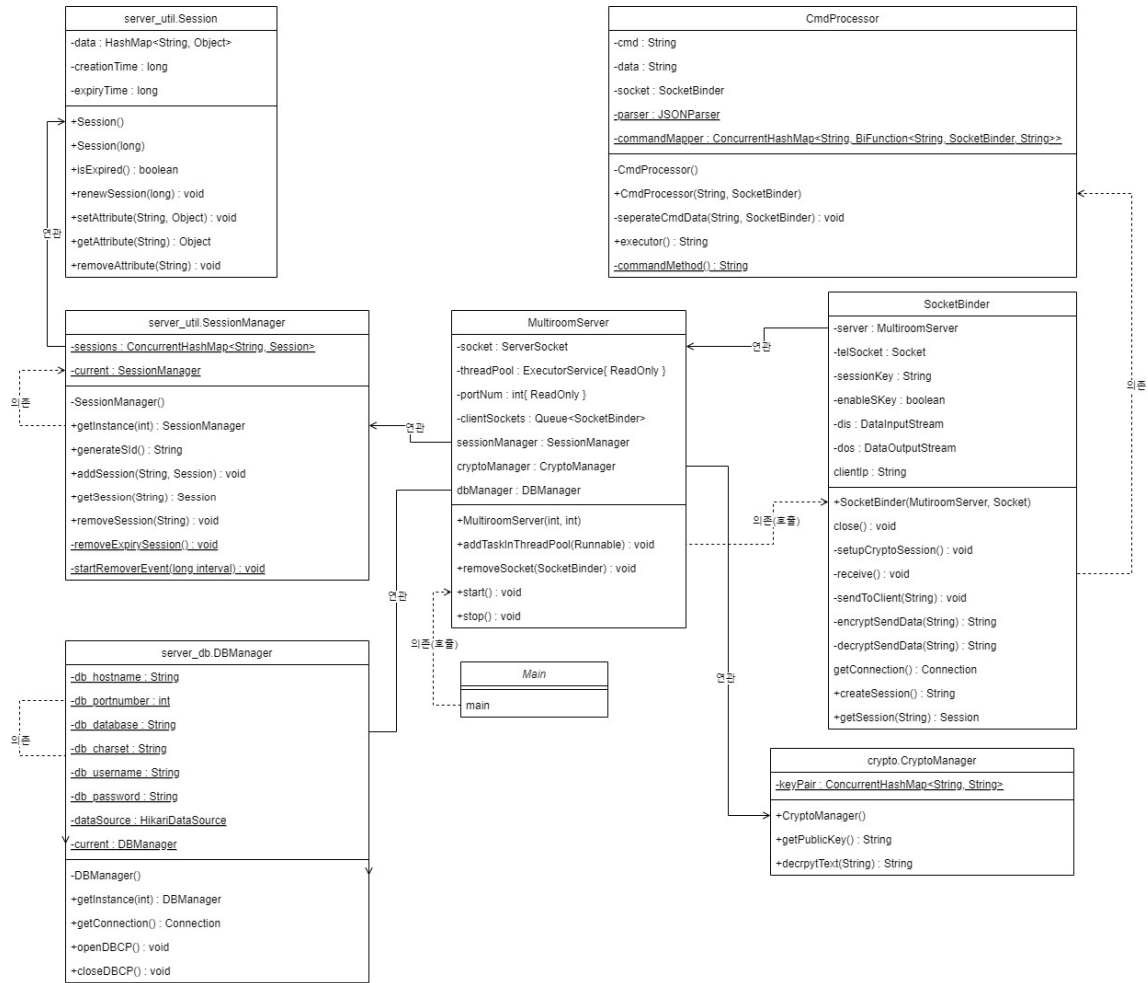 server_util.Session
-data : HashMap<String, Object>
-creationTime : long
-expiryTime : long
+Session()
+Session(long)
+isExpired() : boolean
+renewSession(long) : void
+setAttribute(String, Object) : void
+getAttribute(String) : Object
+removeAttribute(String) : void
연관
CmdProcessor
-cmd : String
-data : String
-socket : SocketBinder
-parser : JSONParser
-commandMapper : ConcurrentHashMap<String, BiFunction<String, SocketBinder, String>>
-CmdProcessor()
+CmdProcessor(String, SocketBinder)
-seperateCmdData(String, SocketBinder) : void
+executor() : String
-commandMethod() : String
의존
server_util.SessionManager
-sessions : ConcurrentHashMap<String, Session>
-current : SessionManager
-SessionManager()
+getInstance(int) : SessionManager
+generateSId() : String
+addSession(String, Session) : void
+getSession(String) : Session
+removeSession(String) : void
-removeExpirySession() : void
-startRemoverEvent(long interval) : void
의존
연관
MultiroomServer
-socket : ServerSocket
-threadPool : ExecutorService{ ReadOnly }
-portNum : int{ ReadOnly }
-clientSockets : Queue<SocketBinder>
sessionManager : SessionManager
cryptoManager : CryptoManager
dbManager : DBManager
+MultiroomServer(int, int)
+addTaskInThreadPool(Runnable) : void
+removeSocket(SocketBinder) : void
+start() : void
+stop() : void
연관
의존(호출)
SocketBinder
-server : MultiroomServer
-telSocket : Socket
-sessionKey : String
-enableSKey : boolean
-dis : DataInputStream
-dos : DataOutputStream
clientIp : String
+SocketBinder(MutiroomServer, Socket)
close() : void
-setupCryptoSession() : void
-receive() : void
-sendToClient(String) : void
-encryptSendData(String) : String
-decryptSendData(String) : String
getConnection() : Connection
+createSession() : String
+getSession(String) : Session
연관
의존(호출)
Main
main
연관
server_db.DBManager
-db_hostname : String
-db_portnumber : int
-db_database : String
-db_charset : String
-db_username : String
-db_password : String
-dataSource : HikariDataSource
-current : DBManager
-DBManager()
+getInstance(int) : DBManager
+getConnection() : Connection
+openDBCP() : void
+closeDBCP() : void
의존
crypto.CryptoManager
-keyPair : ConcurrentHashMap<String, String>
+CryptoManager()
+getPublicKey() : String
+decrpytText(String) : String